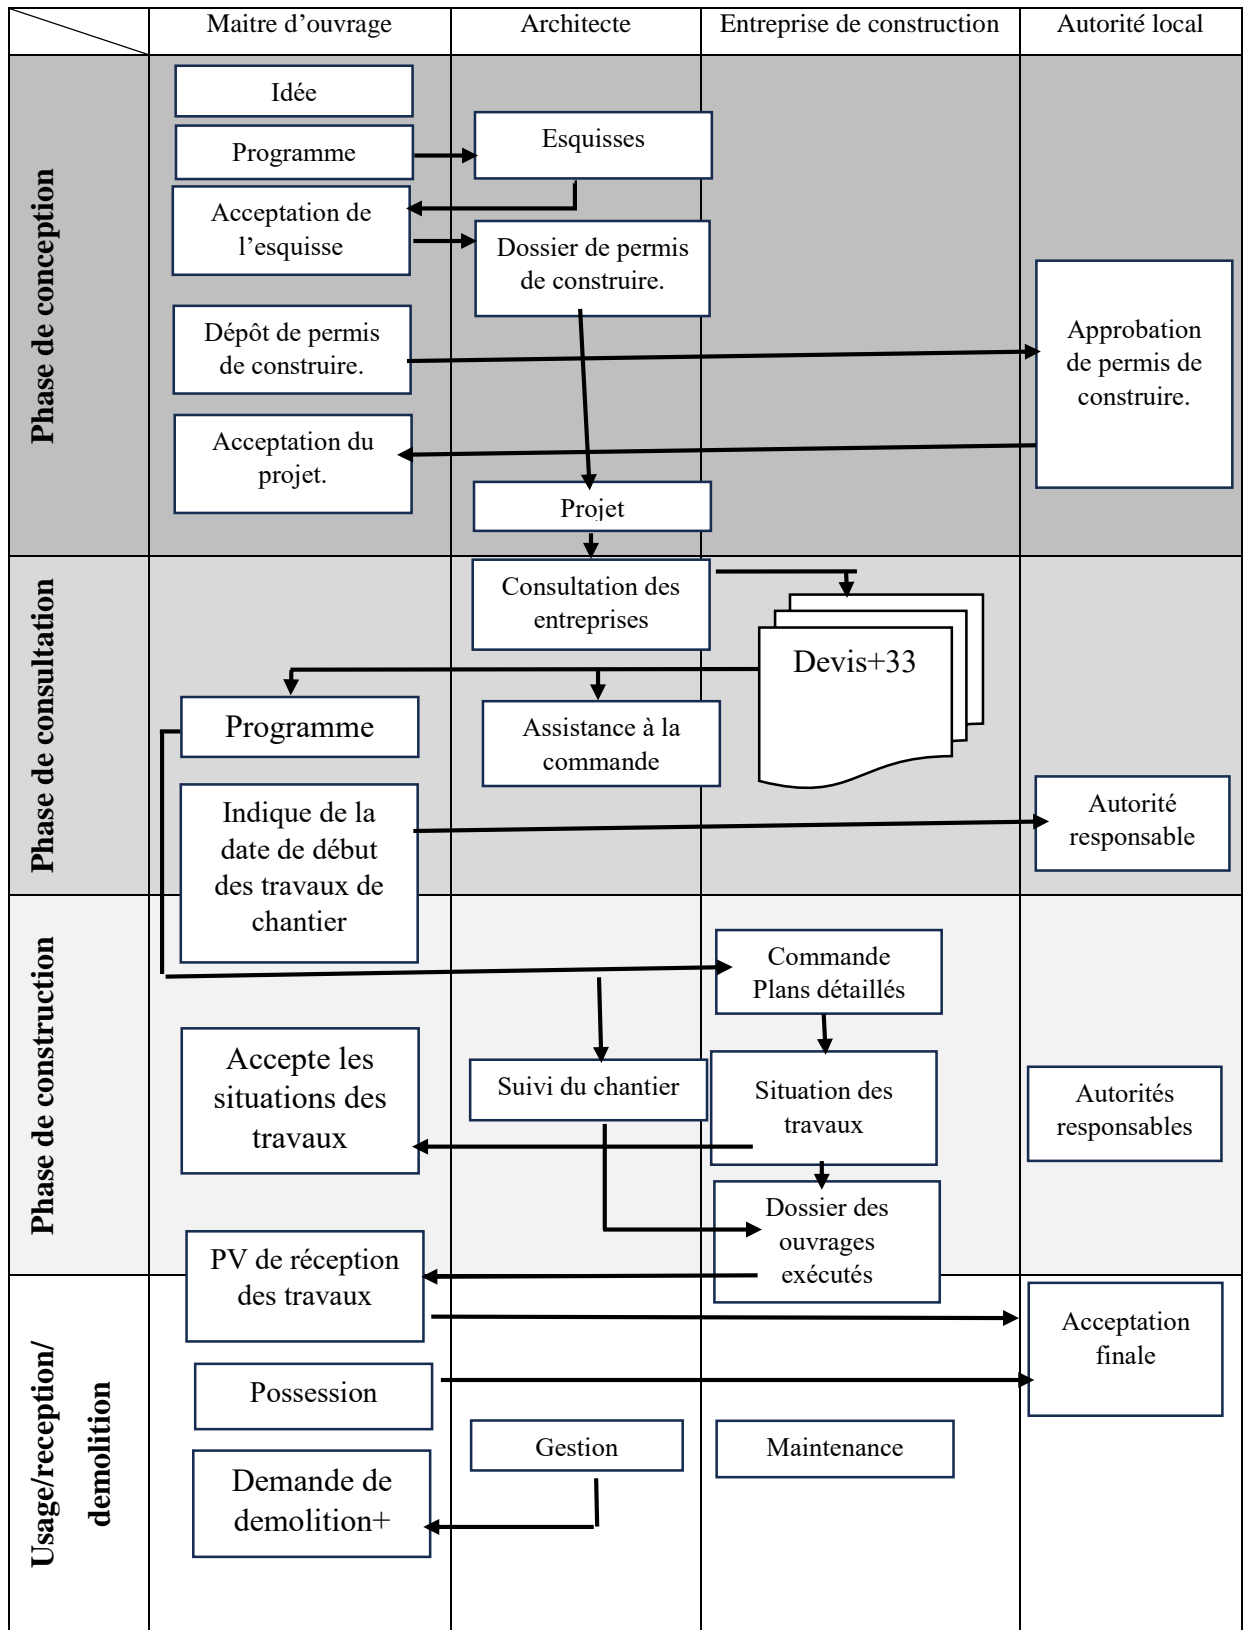 Maitre d’ouvrage
Architecte
Entreprise de construction
Autorité local
Phase de conception
Idée
Programme
Esquisses
Acceptation de
l’esquisse
Dossier de permis
de construire.
Dépôt de permis
de construire.
Approbation
de permis de
construire.
Acceptation du
projet.
Projet
Phase de consultation
Consultation des
entreprises
Devis+33
Programme
Assistance à la
commande
Indique de la
date de début
des travaux de
chantier
Autorité
responsable
Phase de construction
Commande
Plans détaillés
Accepte les
situations des
travaux
Suivi du chantier
Situation des
travaux
Autorités
responsables
Dossier des
ouvrages
exécutés
PV de réception
des travaux
Usage/reception/
demolition
Acceptation
finale
Possession
Gestion
Maintenance
Demande de
demolition+